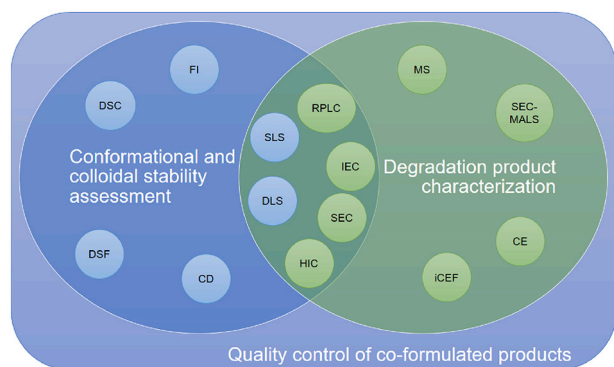 FI
MS
DSC
RPLC
SEC-
MALS
SLS
Conformational and
colloidal stability
assessment
IEC
Degradation product
characterization
DLS
SEC
CE
DSF
HIC
CD
iCEF
Quality control of co-formulated products